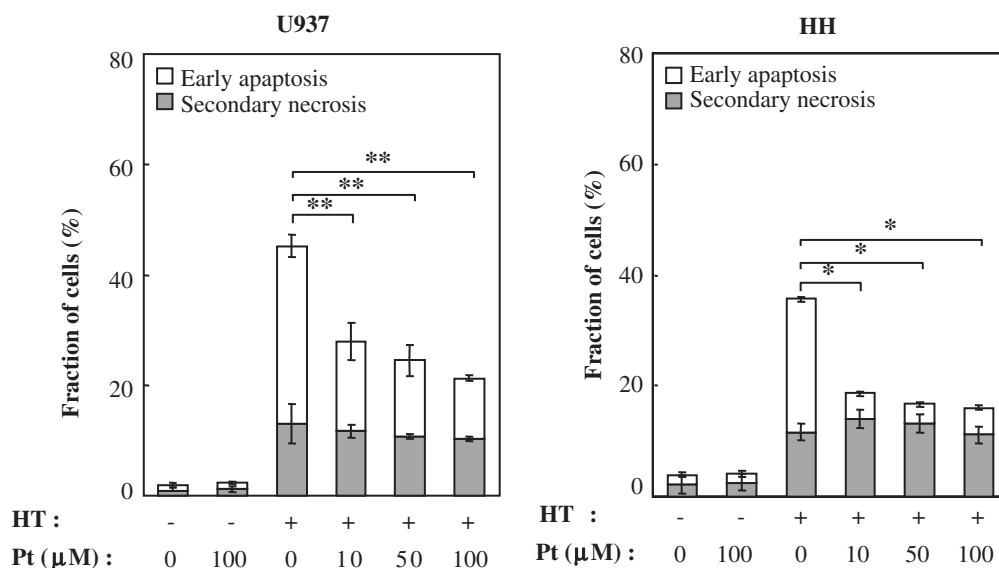 U937
80
60
40
20
0
Fraction of cells (%)
Early apaptosis
Secondary necrosis
**
**
**
HT : - - + + + +
Pt (μM) : 0 100 0 10 50 100
HH
80
60
40
20
0
Fraction of cells (%)
Early apaptosis
Secondary necrosis
*
*
*
HT : - - + + + +
Pt (μM) : 0 100 0 10 50 100